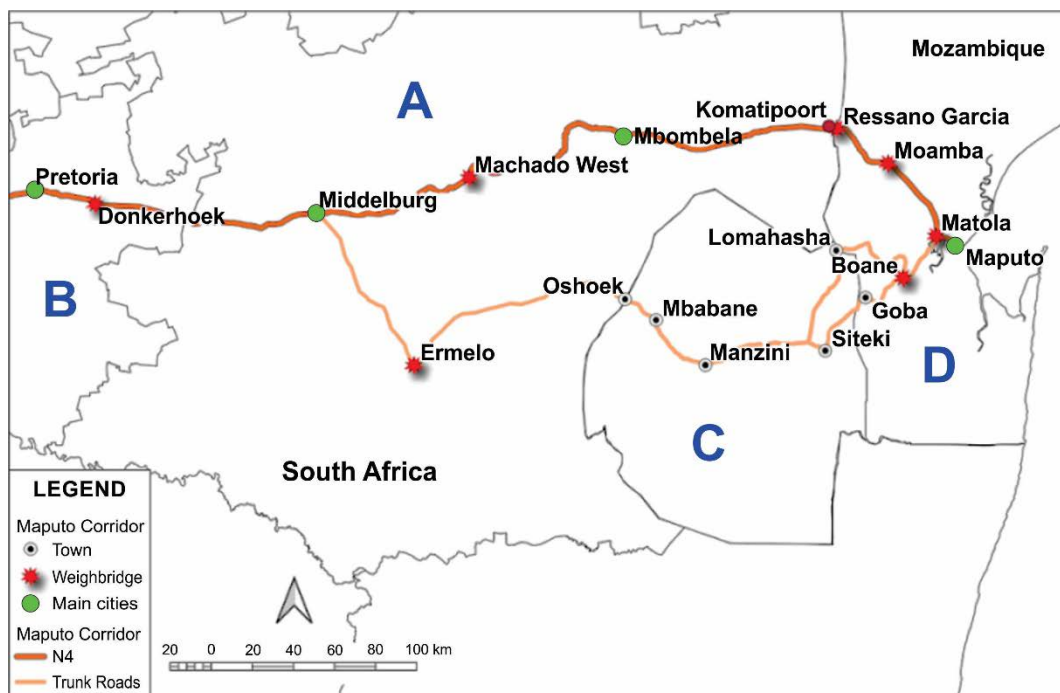 Mozambique
A
Komatipoort
Ressano Garcia
Mbombela
Moamba
Machado West
Pretoria
Middelburg
Donkerhoek
Matola
Lomahasha
Maputo
Boane
B
Oshoek
Goba
Mbabane
Siteki
Ermelo
Manzini
D
C
South Africa
LEGEND
Maputo Corridor
Town
Weighbridge
Main cities
Maputo Corridor
N4
Trunk Roads
20 0 20 40 60 80 100 km